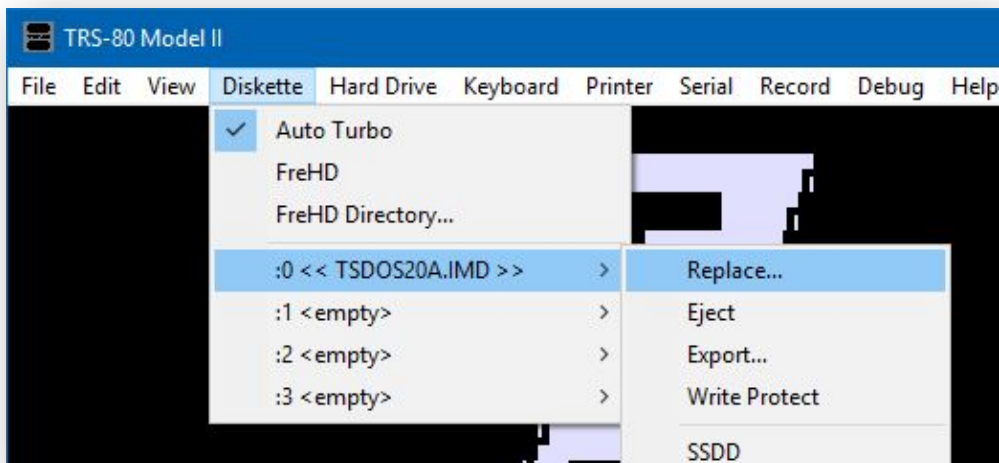 TRS-80 Model II
File Edit View Diskette Hard Drive Keyboard Printer Serial Record Debug Help
Auto Turbo
FreHD
FreHD Directory...
:0 << TSDOS20A.IMD >>
:1 <empty>
:2 <empty>
:3 <empty>
Replace...
Eject
Export...
Write Protect
SSDD